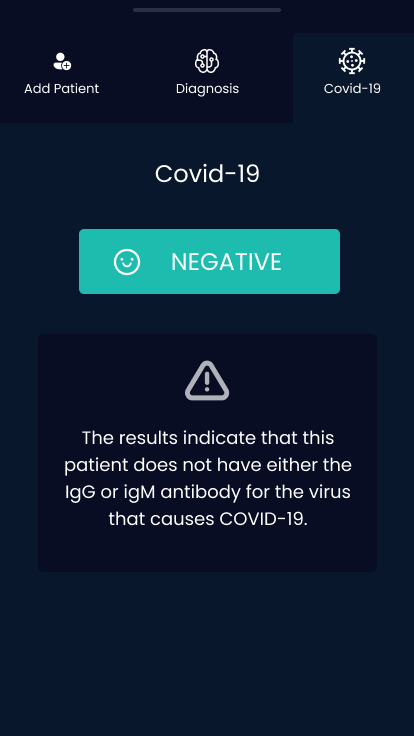 Add Patient
Diagnosis
Covid-19
Covid-19
NEGATIVE
The results indicate that this
patient does not have either the
IgG or igM antibody for the virus
that causes COVID-19.